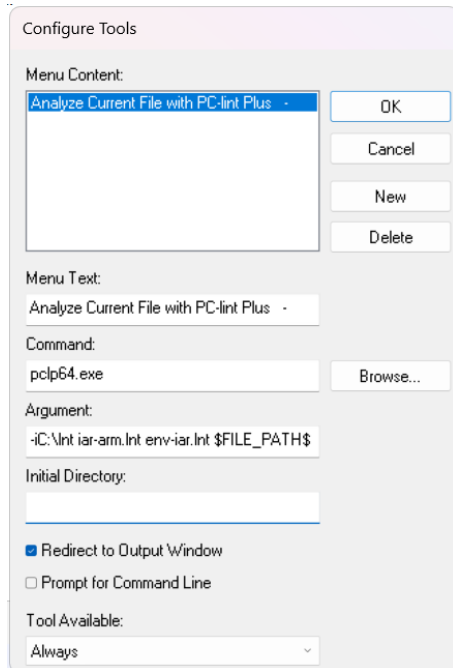 Configure Tools
Menu Content:
Analyze Current File with PC-lint Plus -
OK
Cancel
New
Delete
Menu Text:
Analyze Current File with PC-lint Plus -
Command:
pclp64.exe
Browse...
Argument:
-iC:\lnt iar-arm.lnt env-iar.lnt $FILE_PATH$
Initial Directory:
Redirect to Output Window
Prompt for Command Line
Tool Available:
Always